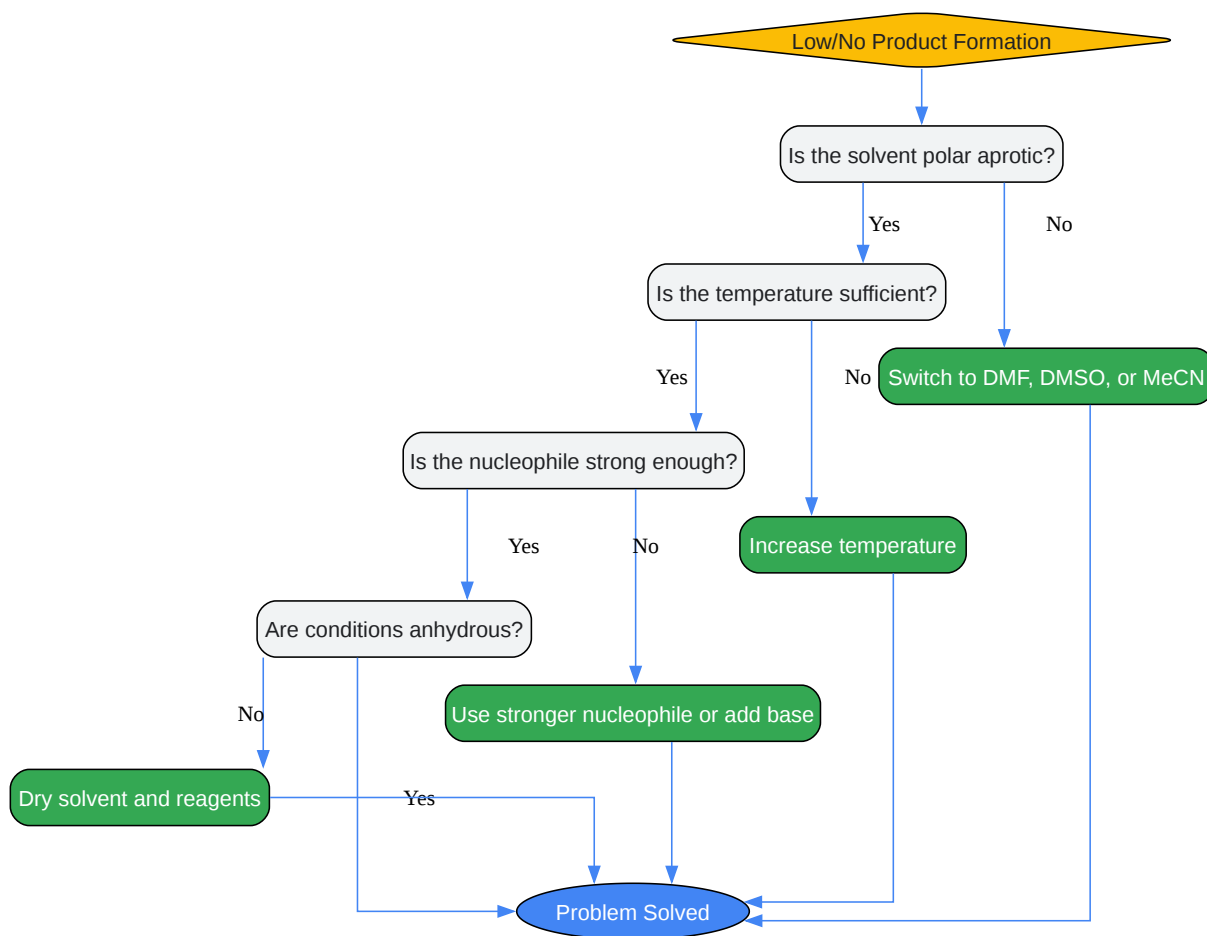 Low/No Product Formation
Is the solvent polar aprotic?
Yes
No
Is the temperature sufficient?
Yes
No
Switch to DMF, DMSO, or MeCN
Is the nucleophile strong enough?
Yes
No
Increase temperature
Are conditions anhydrous?
No
Use stronger nucleophile or add base
Dry solvent and reagents
Yes
Problem Solved